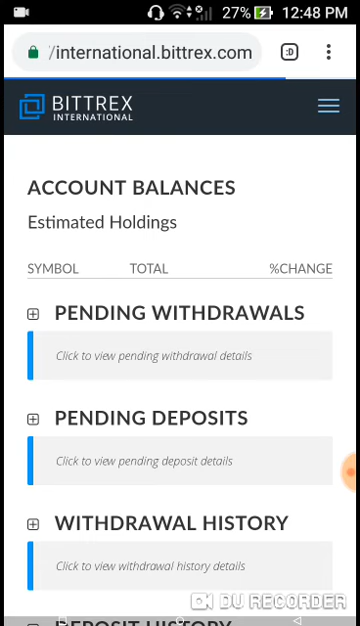 27% 12:48 PM
/international.bittrex.com
:D
BITTREX
INTERNATIONAL
ACCOUNT BALANCES
Estimated Holdings
SYMBOL TOTAL %CHANGE
PENDING WITHDRAWALS
Click to view pending withdrawal details
PENDING DEPOSITS
Click to view pending deposit details
WITHDRAWAL HISTORY
Click to view withdrawal history details
DU RECORDER
DEPOSIT HISTORY